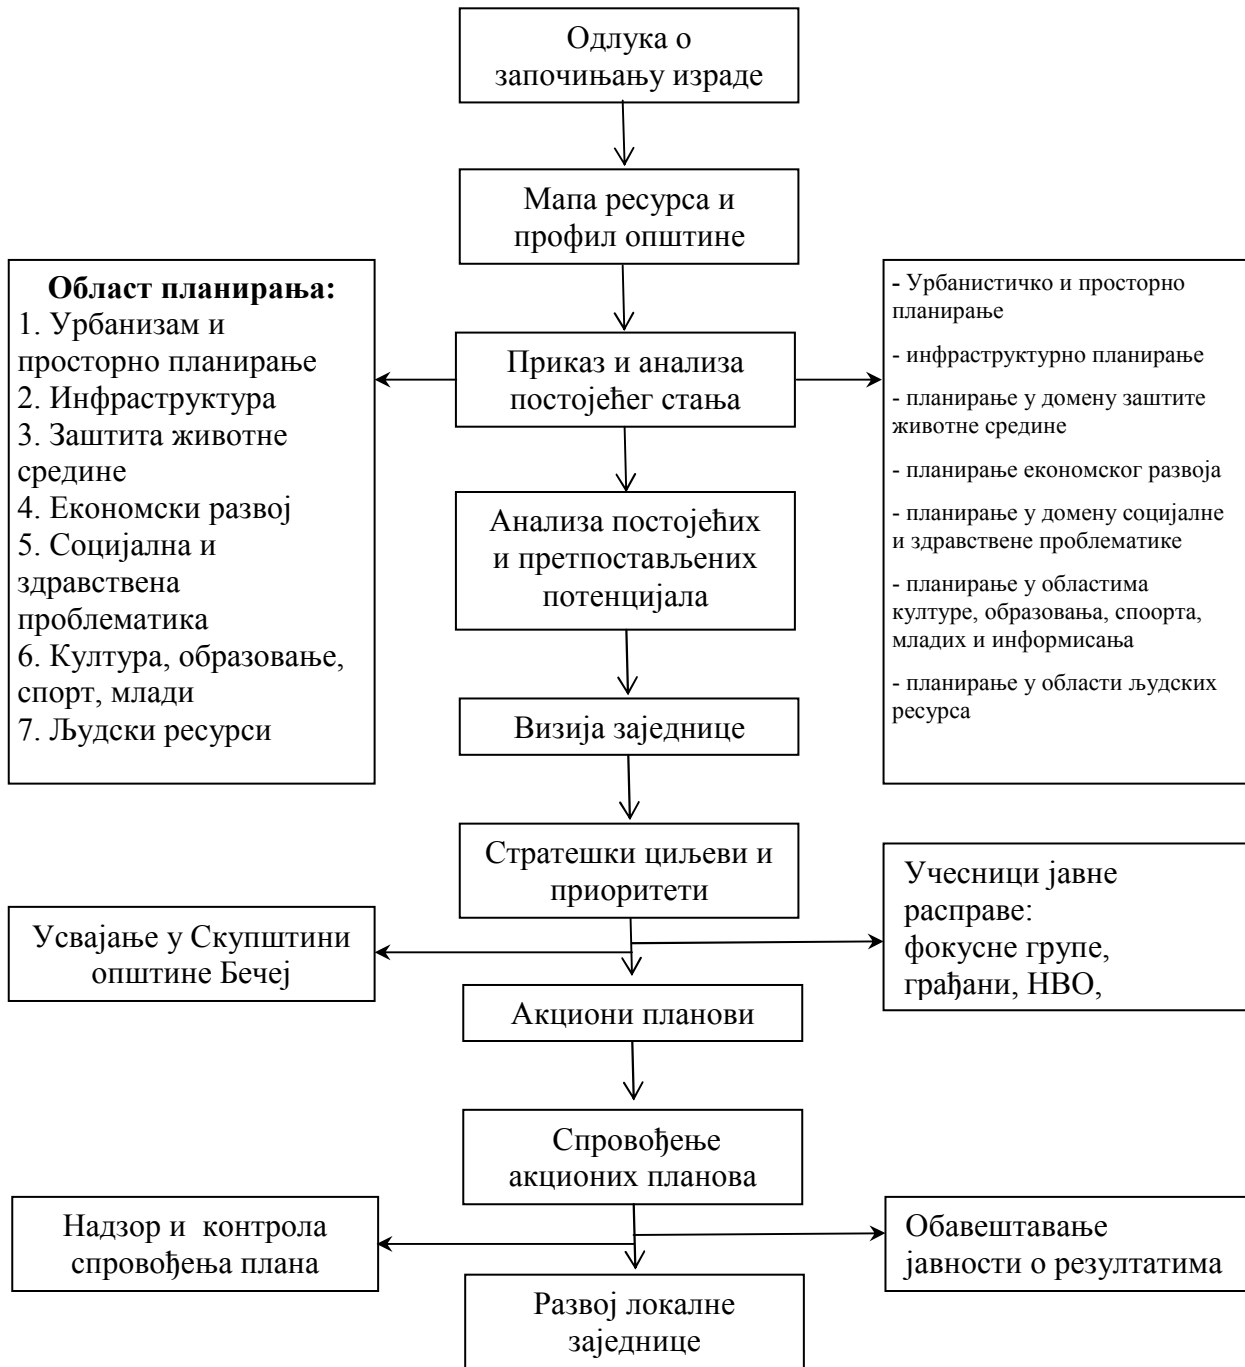 Одлука о
започињању израде
Мапа ресурса и
профил општине
Област планирања:
1. Урбанизам и
просторно планирање
2. Инфраструктура
3. Заштита животне
средине
4. Економски развој
5. Социјална и
здравствена
проблематика
6. Култура, образовање,
спорт, млади
7. Људски ресурси
Приказ и анализа
постојећег стања
- Урбанистичко и просторно
планирање
- инфраструктурно планирање
- планирање у домену заштите
животне средине
- планирање економског развоја
- планирање у домену социјалне
и здравствене проблематике
- планирање у областима
културе, образовања, споорта,
младих и информисања
- планирање у области људских
ресурса
Анализа постојећих
и претпостављених
потенцијала
Визија заједнице
Стратешки циљеви и
приоритети
Усвајање у Скупштини
општине Бечеј
Учесници јавне
расправе:
фокусне групе,
грађани, НВО,
Акциони планови
Спровођење
акционих планова
Надзор и  контрола
спровођења плана
Обавештавање
јавности о резултатима
Развој локалне
заједнице